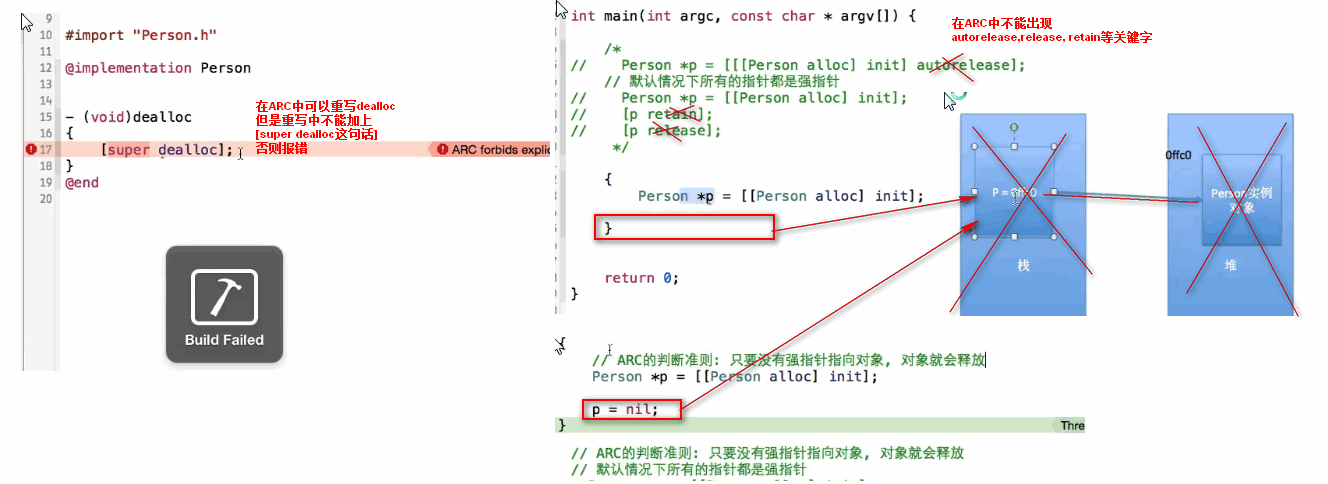 9
10 #import "Person.h"
11
12 @implementation Person
13
14
15 - (void)dealloc
16 {
17 [super dealloc];
ARC forbids explic
18 }
19 @end
20
在ARC中可以重写dealloc
但是重写中不能加上
[super dealloc这句话]
否则报错
Build Failed
int main(int argc, const char * argv[]) {
/*
// Person *p = [[[Person alloc] init] autorelease];
// 默认情况下所有的指针都是强指针
// Person *p = [[Person alloc] init];
// [p retain];
// [p release];
*/
{
Person *p = [[Person alloc] init];
}
return 0;
}
在ARC中不能出现
autorelease,release, retain等关键字
栈
0ffc0
Person实例
对象
堆
{
// ARC的判断准则: 只要没有强指针指向对象, 对象就会释放
Person *p = [[Person alloc] init];
p = nil;
}
Thre
// ARC的判断准则: 只要没有强指针指向对象, 对象就会释放
// 默认情况下所有的指针都是强指针